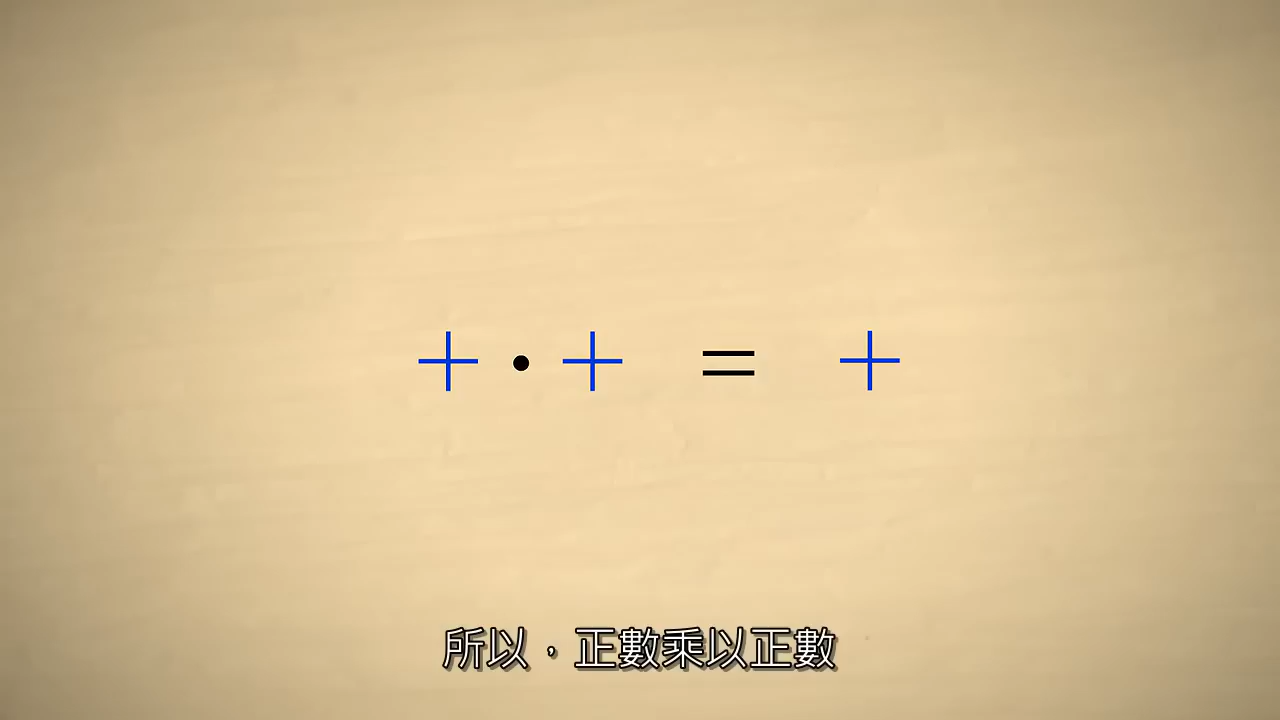 + • + = +
所以，正數乘以正數